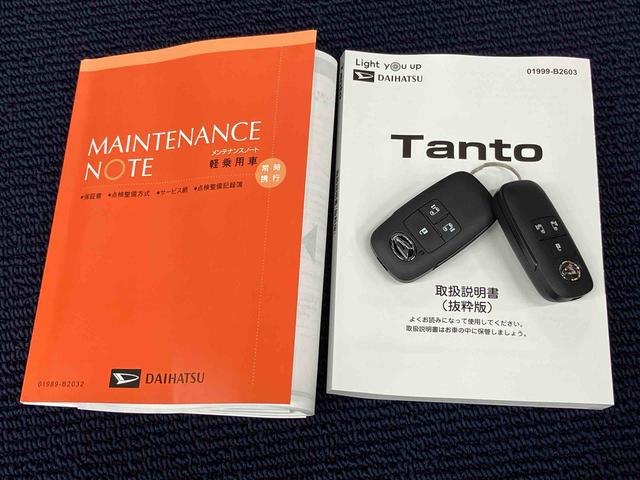 MAINTENANCE
NOTE
メンテナンスノート
軽乗用車
常時
携行
•保証書 •点検整備方式 •サービス網 •点検整備記録簿
01989-B2032
DAIHATSU
Light you up
DAIHATSU
01999-B2603
Tanto
取扱説明書
(抜粋版)
よくお読みになって使用してください。
取扱説明書はお車の中に保管しましょう。